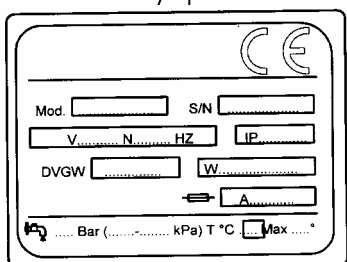 CE
Mod. ............... S/N ...............
V........... N.......... HZ IP...........
DVGW ............... W...............
A............
..... Bar (.......-........ kPa) T °C ..... Max .....°